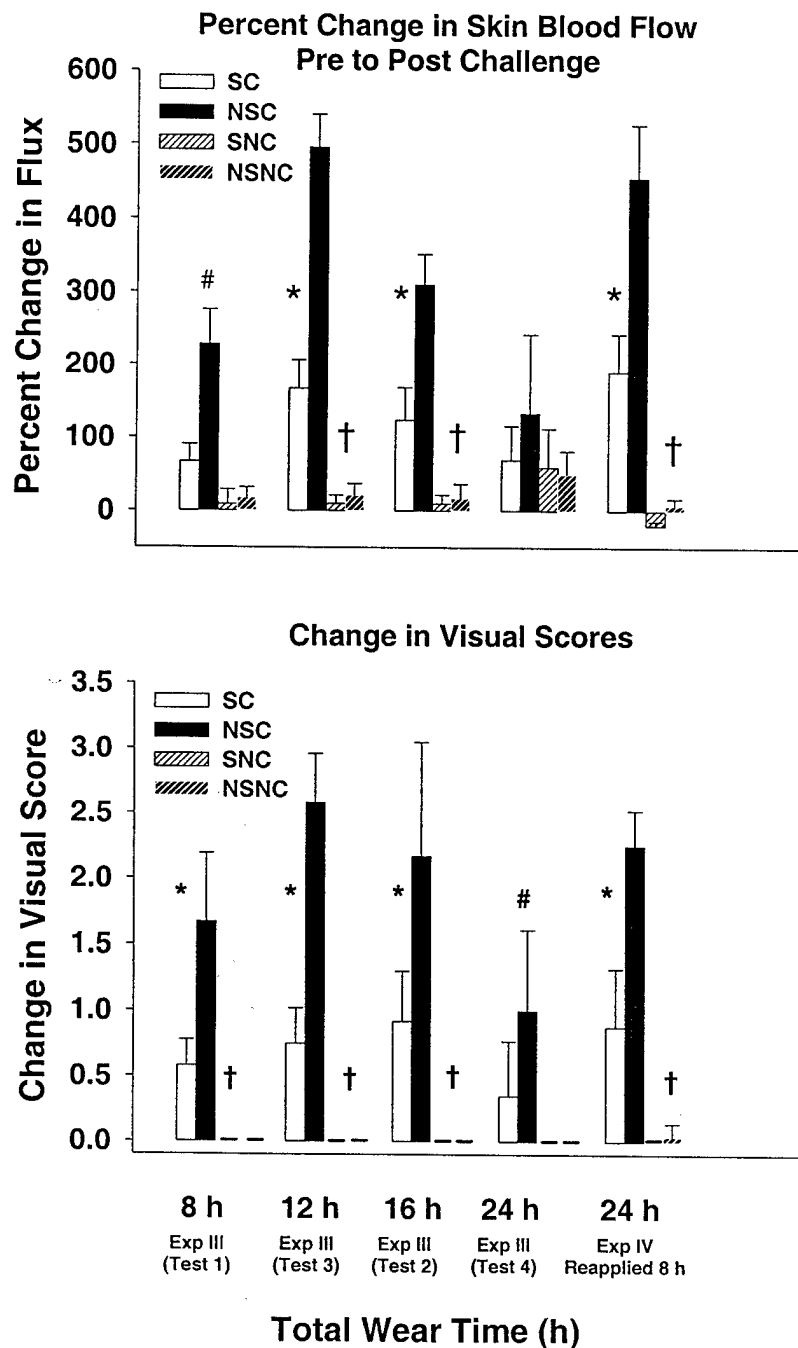 Percent Change in Skin Blood Flow
Pre to Post Challenge
Percent Change in Flux
600
500
400
300
200
100
0
SC
NSC
SNC
NSNC
#
*
†
*
†
*
†
Change in Visual Scores
Change in Visual Score
3.5
3.0
2.5
2.0
1.5
1.0
0.5
0.0
SC
NSC
SNC
NSNC
*
†
*
†
*
†
#
*
†
8 h
12 h
16 h
24 h
24 h
Exp III
(Test 1)
Exp III
(Test 3)
Exp III
(Test 2)
Exp III
(Test 4)
Exp IV
Reapplied 8 h
Total Wear Time (h)